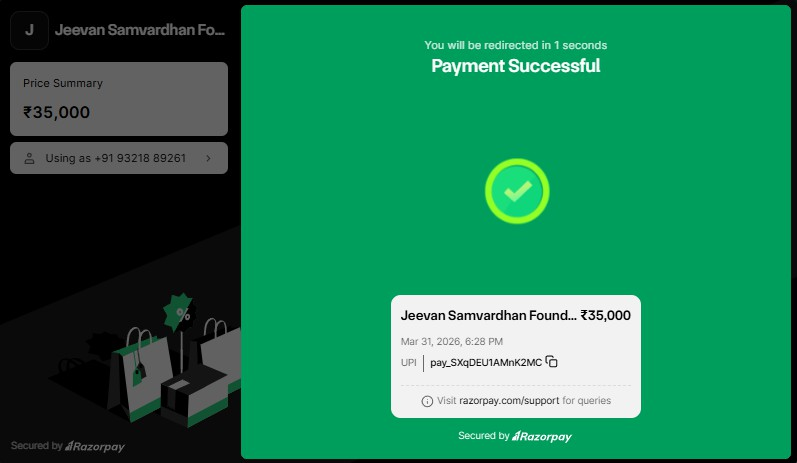 J
Jeevan Samvardhan Fo...
Price Summary
₹35,000
Using as +91 93218 89261
%
Secured by Razorpay
You will be redirected in 1 seconds
Payment Successful
Jeevan Samvardhan Found... ₹35,000
Mar 31, 2026, 6:28 PM
UPI pay_SXqDEU1AMnK2MC
Visit razorpay.com/support for queries
Secured by Razorpay